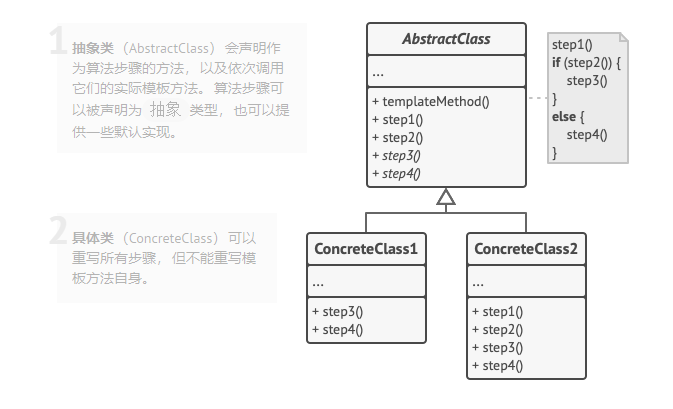 1
抽象类（AbstractClass）会声明作
为算法步骤的方法，以及依次调用
它们的实际模板方法。算法步骤可
以被声明为 抽象 类型，也可以提
供一些默认实现。
AbstractClass
...
+ templateMethod()
+ step1()
+ step2()
+ step3()
+ step4()
step1()
if (step2()) {
step3()
}
else {
step4()
}
2
具体类（ConcreteClass）可以
重写所有步骤，但不能重写模
板方法自身。
ConcreteClass1
...
+ step3()
+ step4()
ConcreteClass2
...
+ step1()
+ step2()
+ step3()
+ step4()